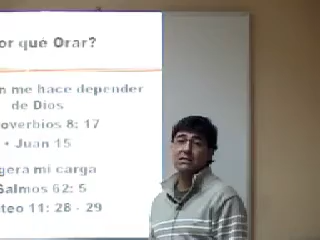 or qué Orar?
n me hace depender
de Dios
overbios 8: 17
• Juan 15
gera mi carga
Salmos 62: 5
teo 11: 28 - 29